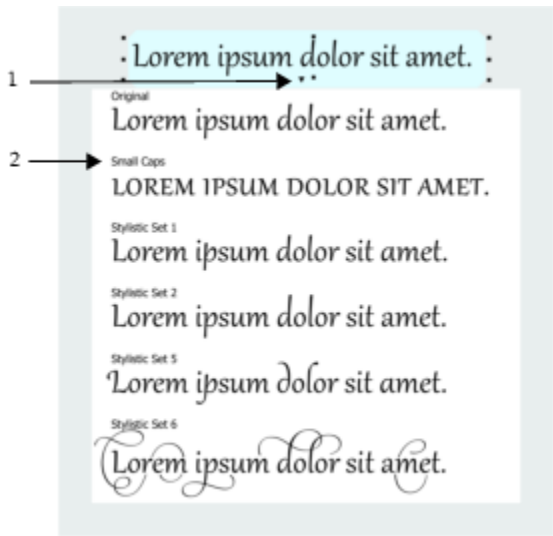 Lorem ipsum dolor sit amet.
1
Original
Lorem ipsum dolor sit amet.
2
Small Caps
LOREM IPSUM DOLOR SIT AMET.
Stylistic Set 1
Lorem ipsum dolor sit amet.
Stylistic Set 2
Lorem ipsum dolor sit amet.
Stylistic Set 5
Lorem ipsum dolor sit amet.
Stylistic Set 6
Lorem ipsum dolor sit amet.